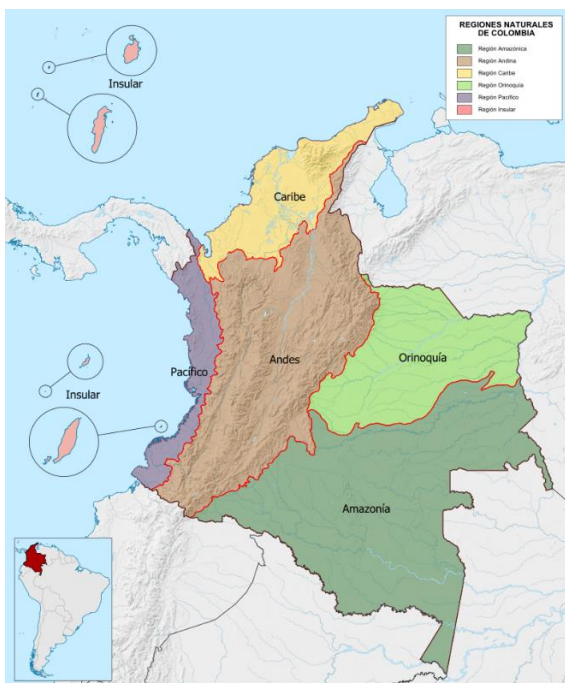 REGIONES NATURALES
DE COLOMBIA
Región Amazónica
Región Andina
Región Caribe
Región Orinoquía
Región Pacífico
Región Insular
Insular
Caribe
Pacífico
Andes
Orinoquía
Insular
Amazonía